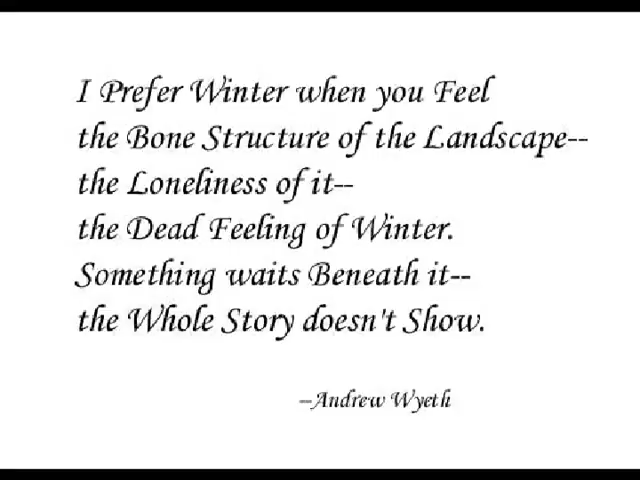 I Prefer Winter when you Feel
the Bone Structure of the Landscape--
the Loneliness of it--
the Dead Feeling of Winter.
Something waits Beneath it--
the Whole Story doesn't Show.
--Andrew Wyeth